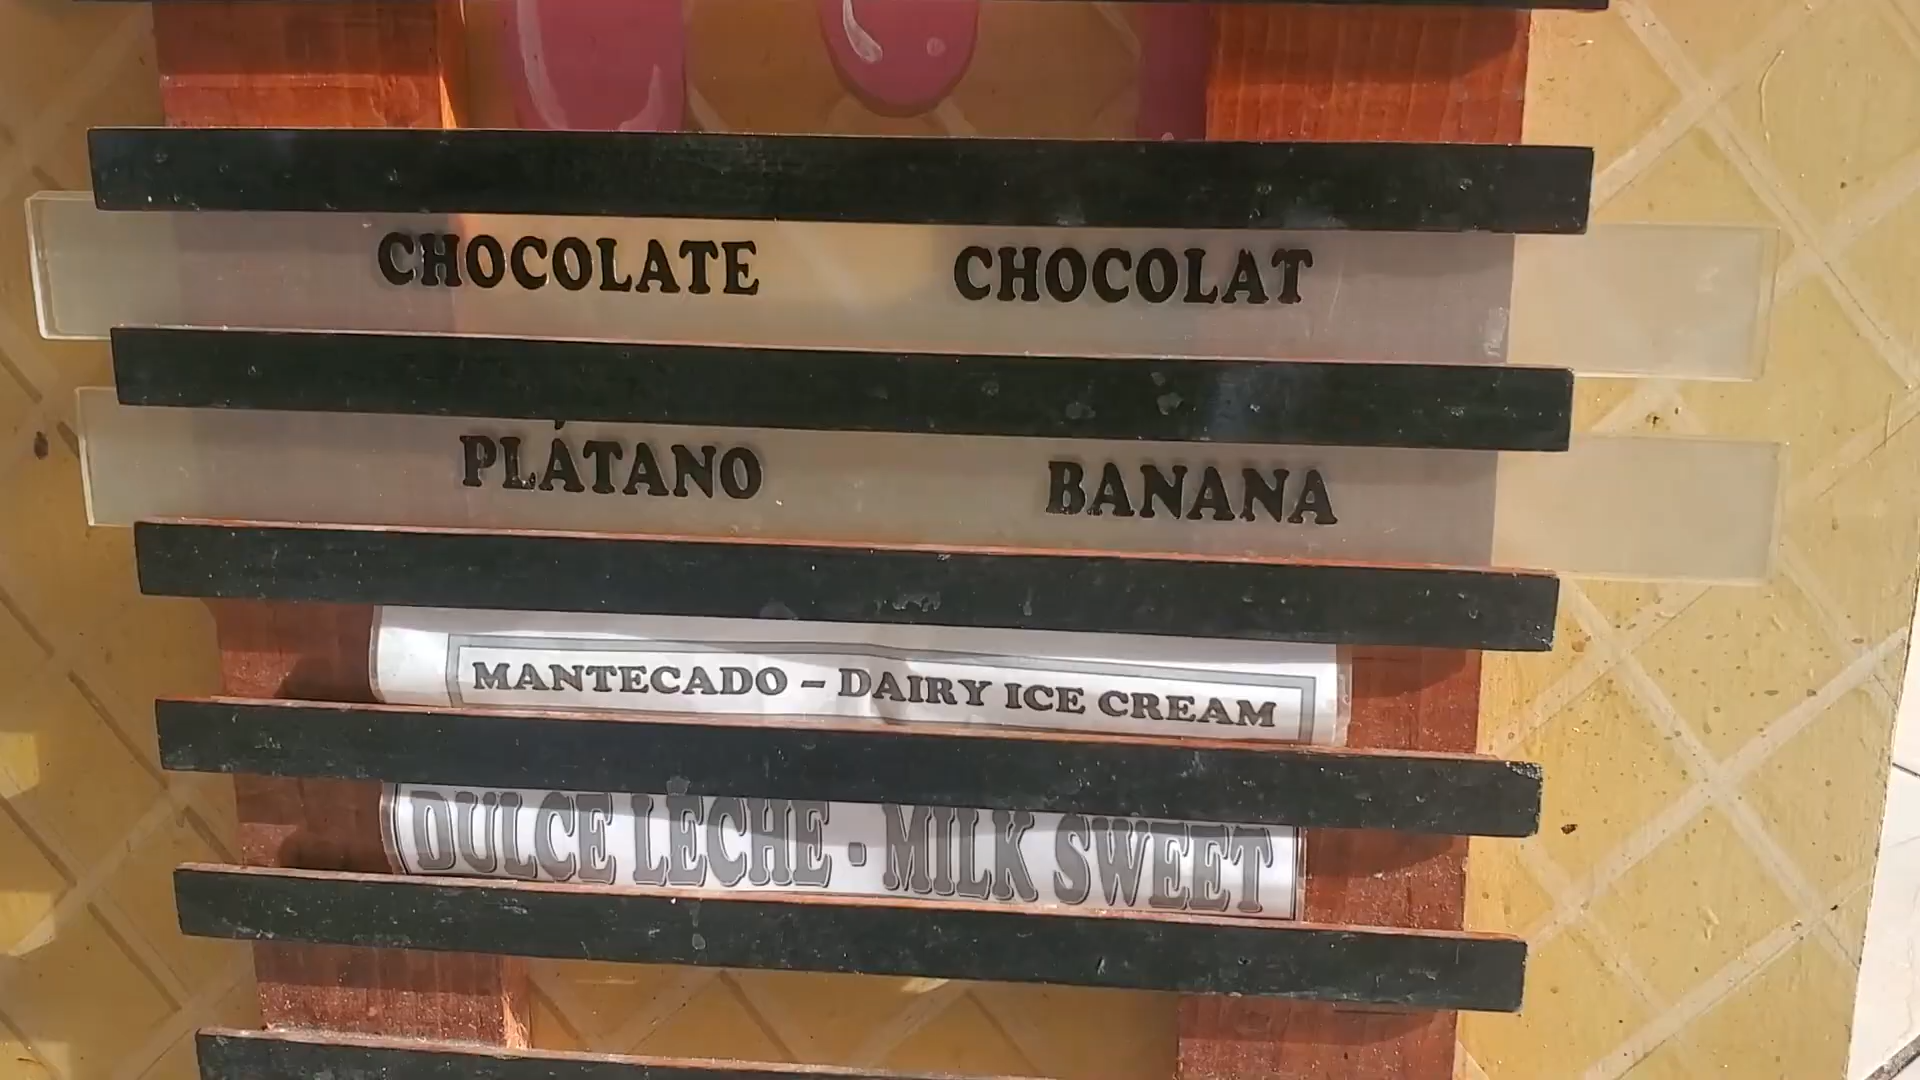 CHOCOLATE CHOCOLAT
PLÁTANO BANANA
MANTECADO – DAIRY ICE CREAM
DULCE LECHE - MILK SWEET